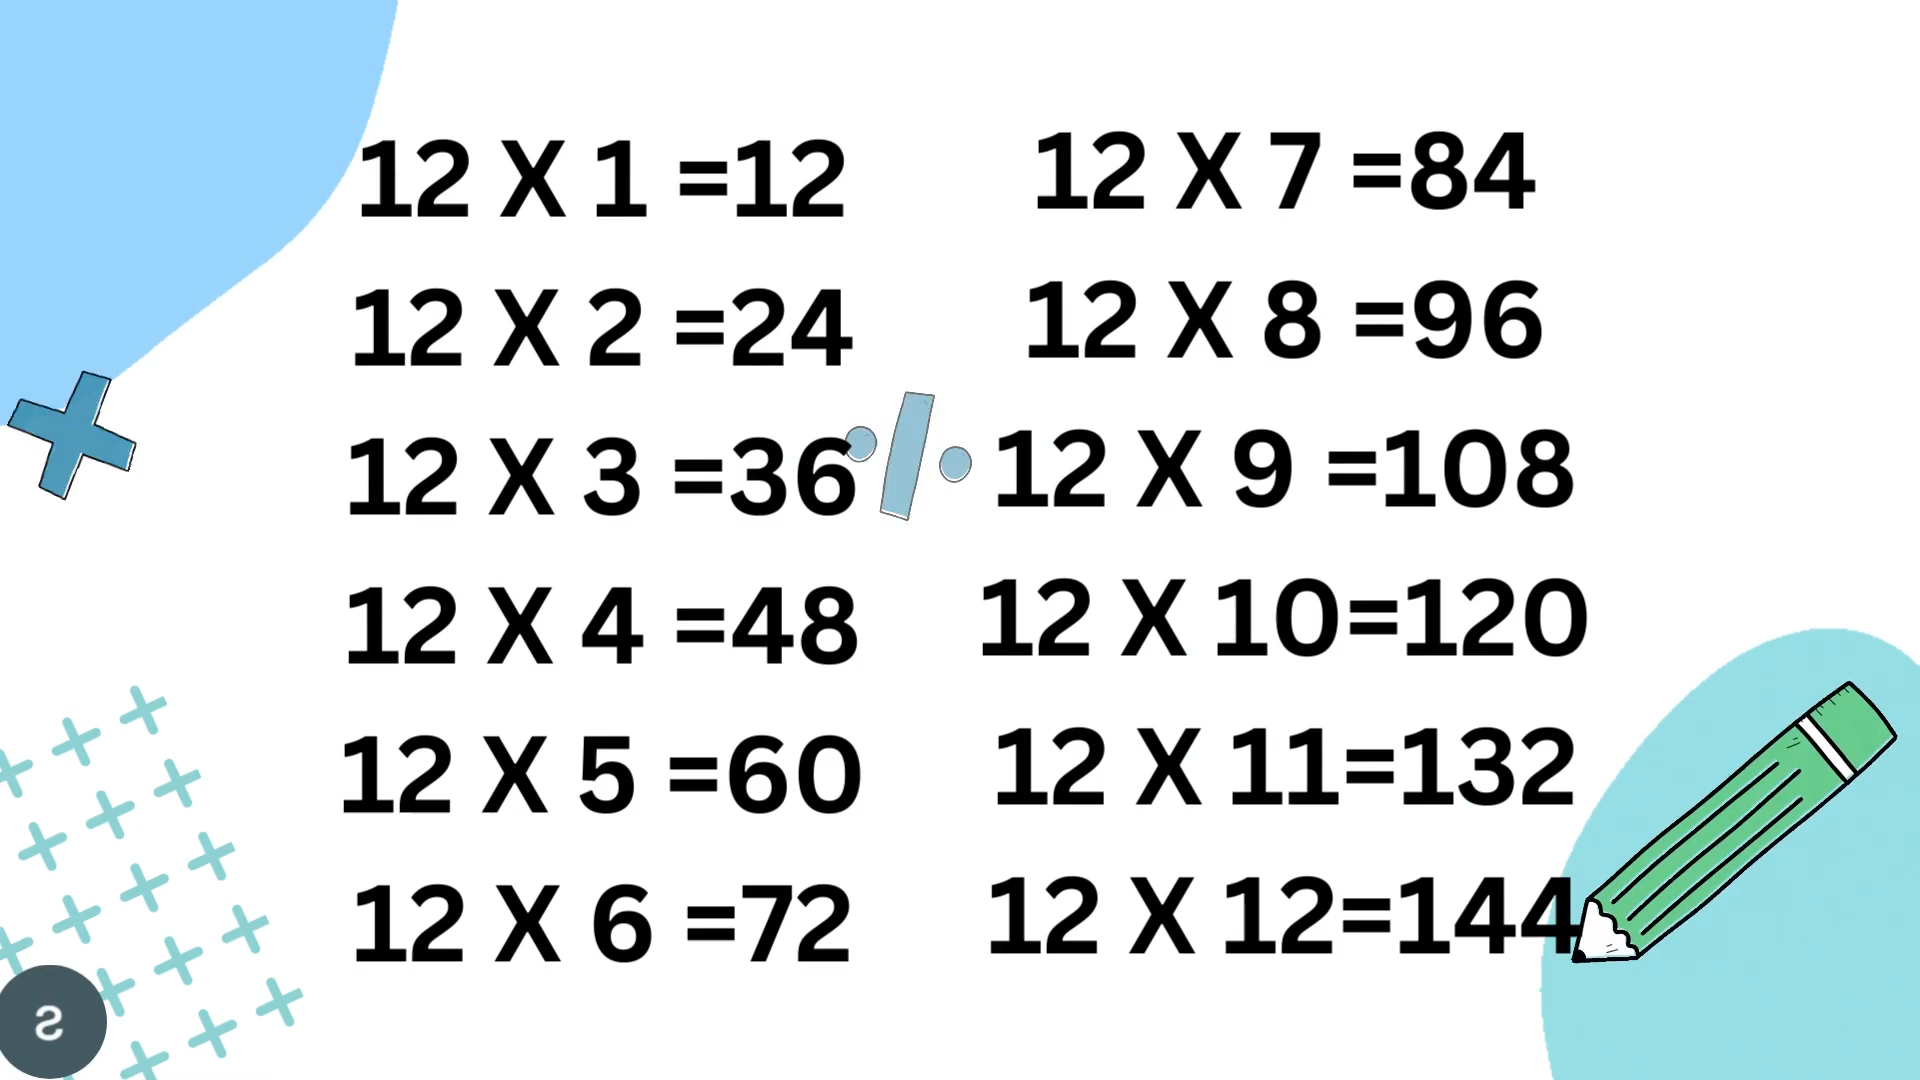 12 X 1 =12
12 X 2 =24
12 X 3 =36
12 X 4 =48
12 X 5 =60
12 X 6 =72
12 X 7 =84
12 X 8 =96
12 X 9 =108
12 X 10=120
12 X 11=132
12 X 12=144